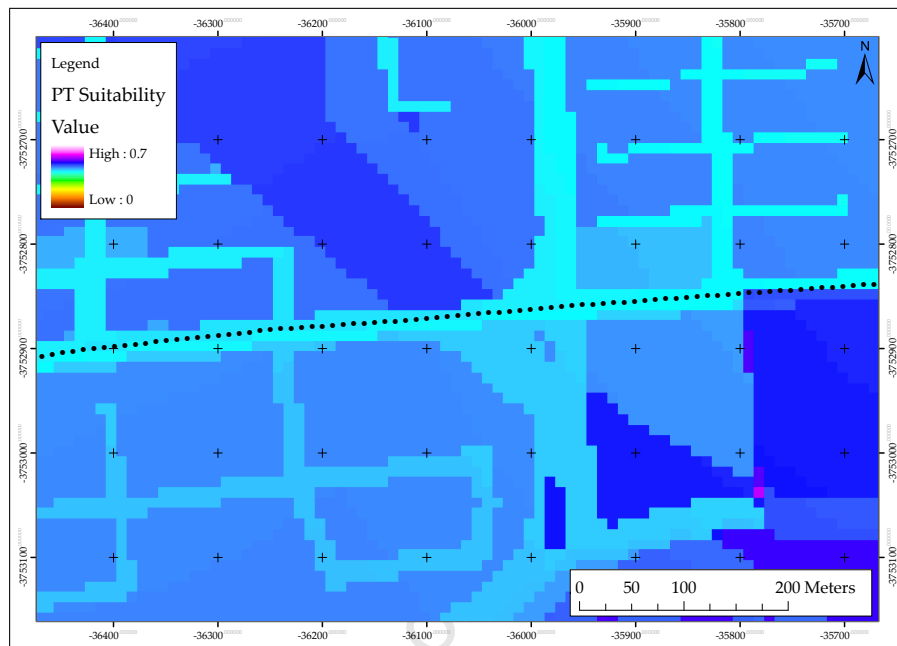 -36400 -36300 -36200 -36100 -36000 -35900 -35800 -35700
Legend
PT Suitability
Value
High : 0.7
Low : 0
N
-3752700 -3752700
-3752800 -3752800
-3752900 -3752900
-3753000 -3753000
-3753100 -3753100
0 50 100 200 Meters
-36400 -36300 -36200 -36100 -36000 -35900 -35800 -35700